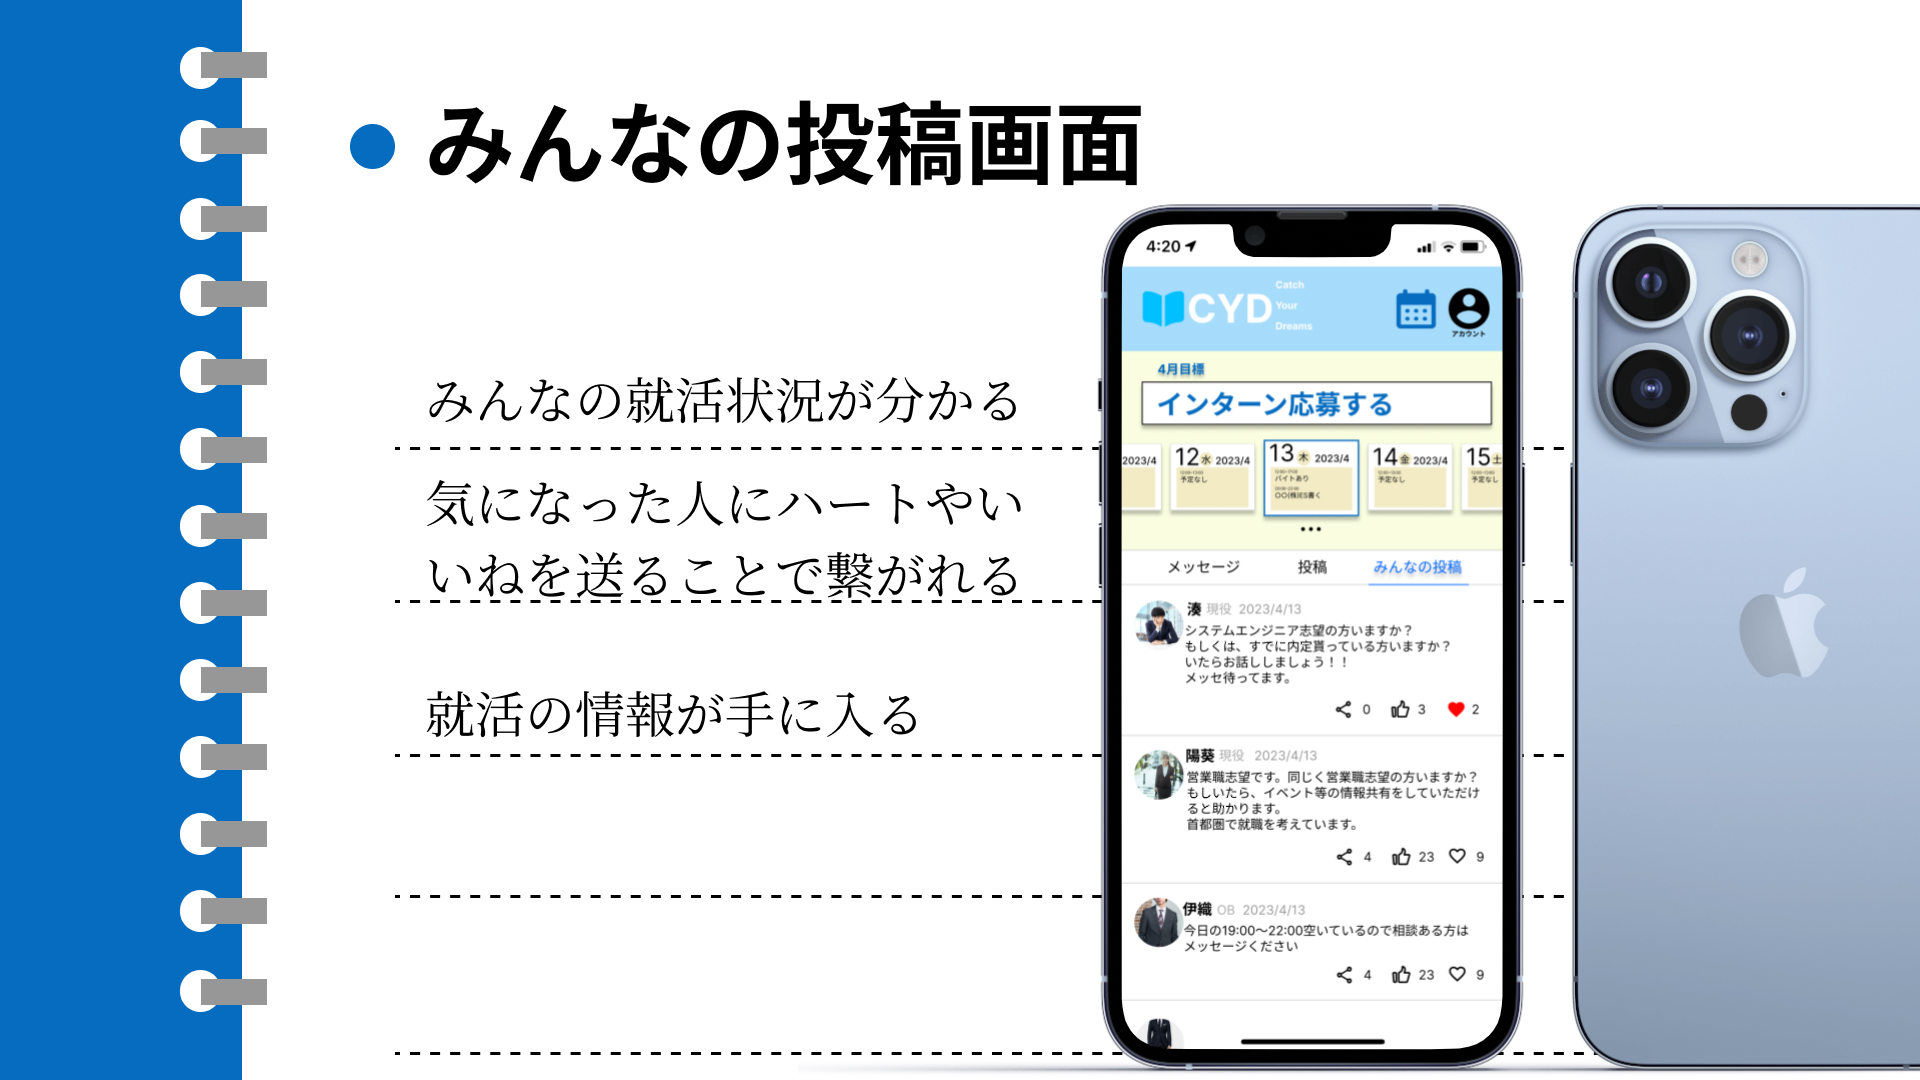 みんなの投稿画面
みんなの就活状況が分かる
気になった人にハートやい
いねを送ることで繋がれる
就活の情報が手に入る
4:20
CYD
Catch
Your
Dreams
アカウント
4月目標
インターン応募する
2023/4
12 水 2023/4
予定なし
13 木 2023/4
バイトあり
〇〇(株)ES書く
14 金 2023/4
予定なし
15 土
予定なし
メッセージ 投稿 みんなの投稿
湊 現役 2023/4/13
システムエンジニア志望の方いますか？
もしくは、すでに内定貰っている方いますか？
いたらお話ししましょう！！
メッセ待ってます。
0 3 2
陽葵 現役 2023/4/13
営業職志望です。同じく営業職志望の方いますか？
もしいたら、イベント等の情報共有をしていただけ
ると助かります。
首都圏で就職を考えています。
4 23 9
伊織 OB 2023/4/13
今日の19:00〜22:00空いているので相談ある方は
メッセージください
4 23 9